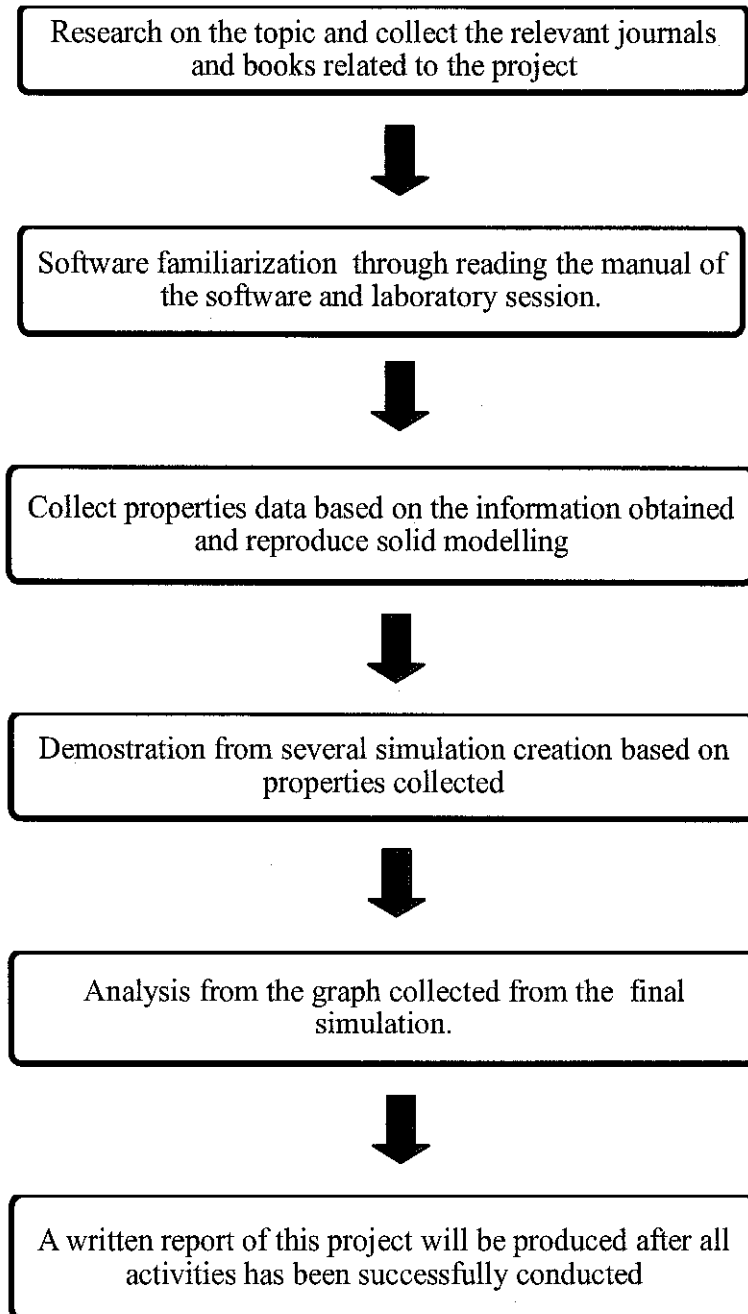 Research on the topic and collect the relevant journals
and books related to the project
Software familiarization through reading the manual of
the software and laboratory session.
Collect properties data based on the information obtained
and reproduce solid modelling
Demostration from several simulation creation based on
properties collected
Analysis from the graph collected from the final
simulation.
A written report of this project will be produced after all
activities has been successfully conducted